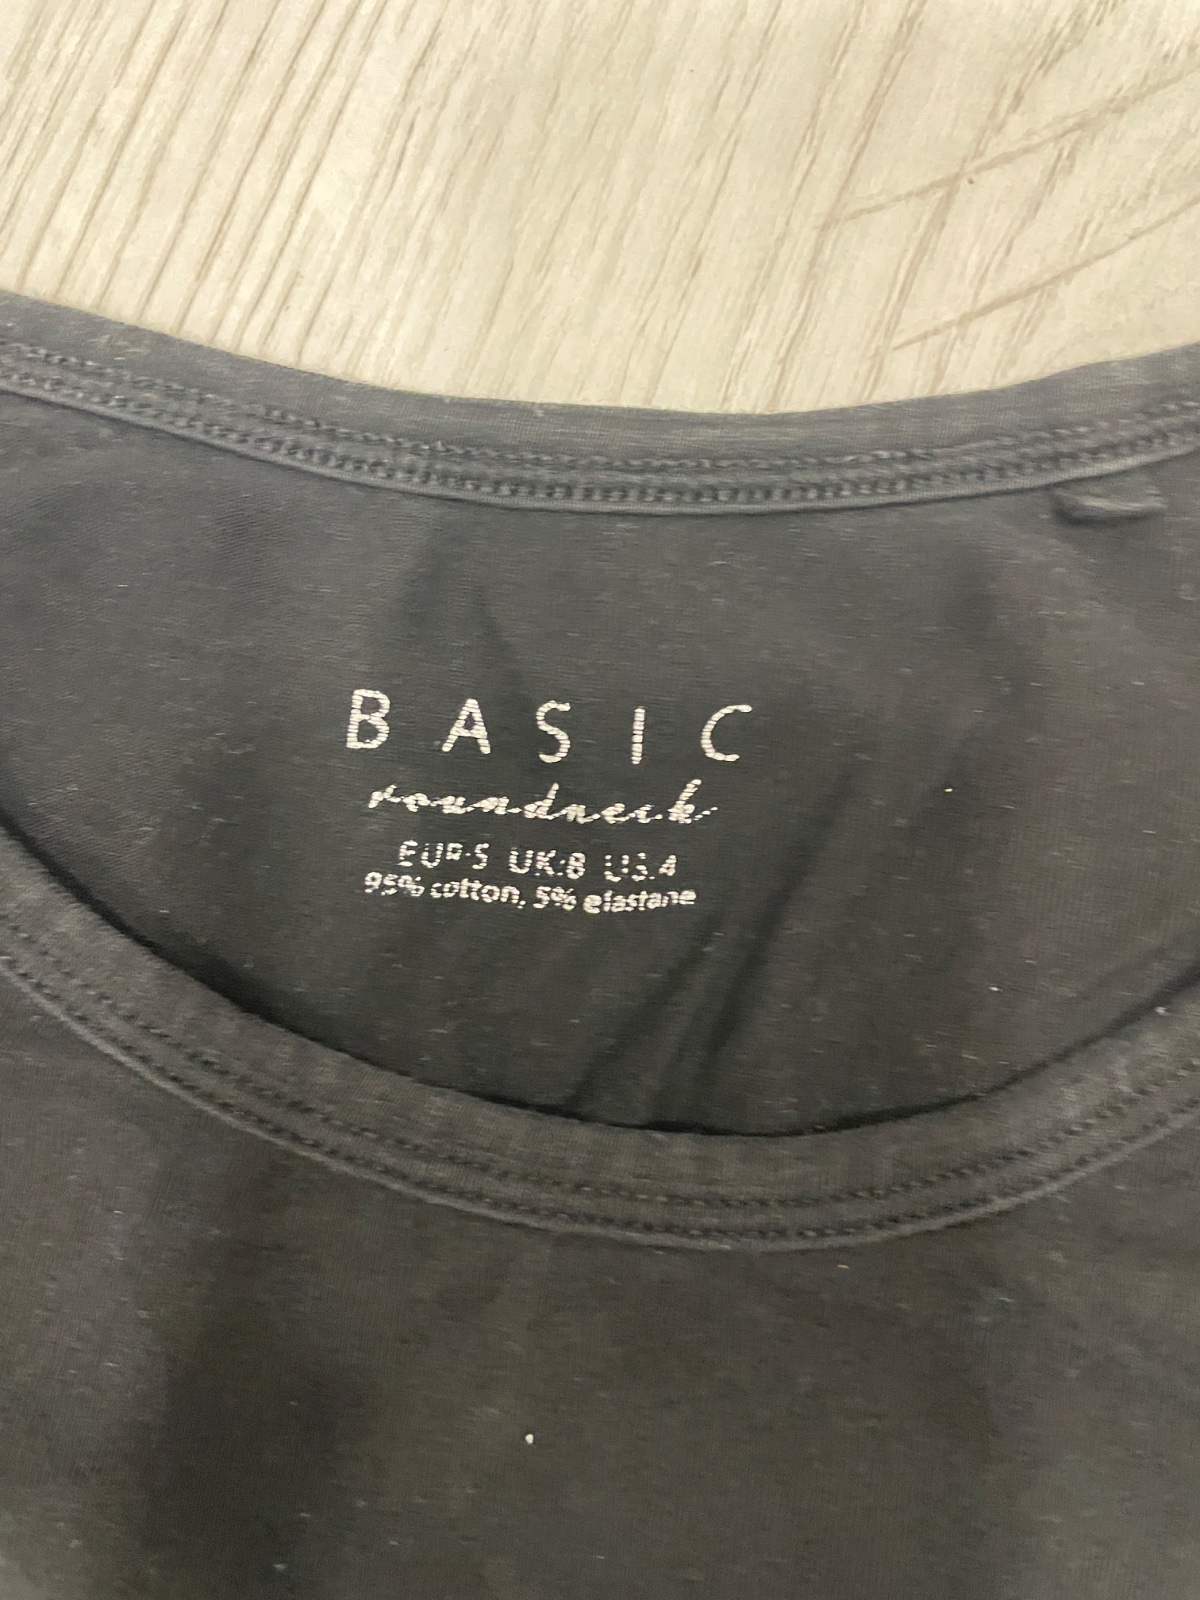 BASIC
roundneck
EUR:S UK:8 US:4
95% cotton, 5% elastane